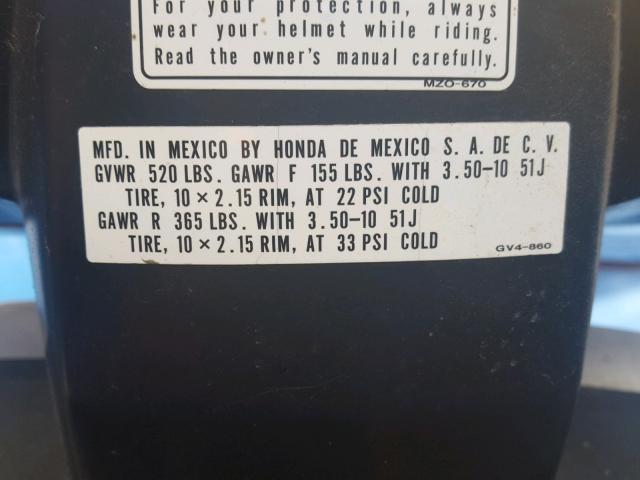 For your protection, always
wear your helmet while riding.
Read the owner's manual carefully.
MZO-670
MFD. IN MEXICO BY HONDA DE MEXICO S. A. DE C. V.
GVWR 520 LBS. GAWR F 155 LBS. WITH 3.50-10 51J
TIRE, 10 × 2.15 RIM, AT 22 PSI COLD
GAWR R 365 LBS. WITH 3.50-10 51J
TIRE, 10 × 2.15 RIM, AT 33 PSI COLD
GV4-860